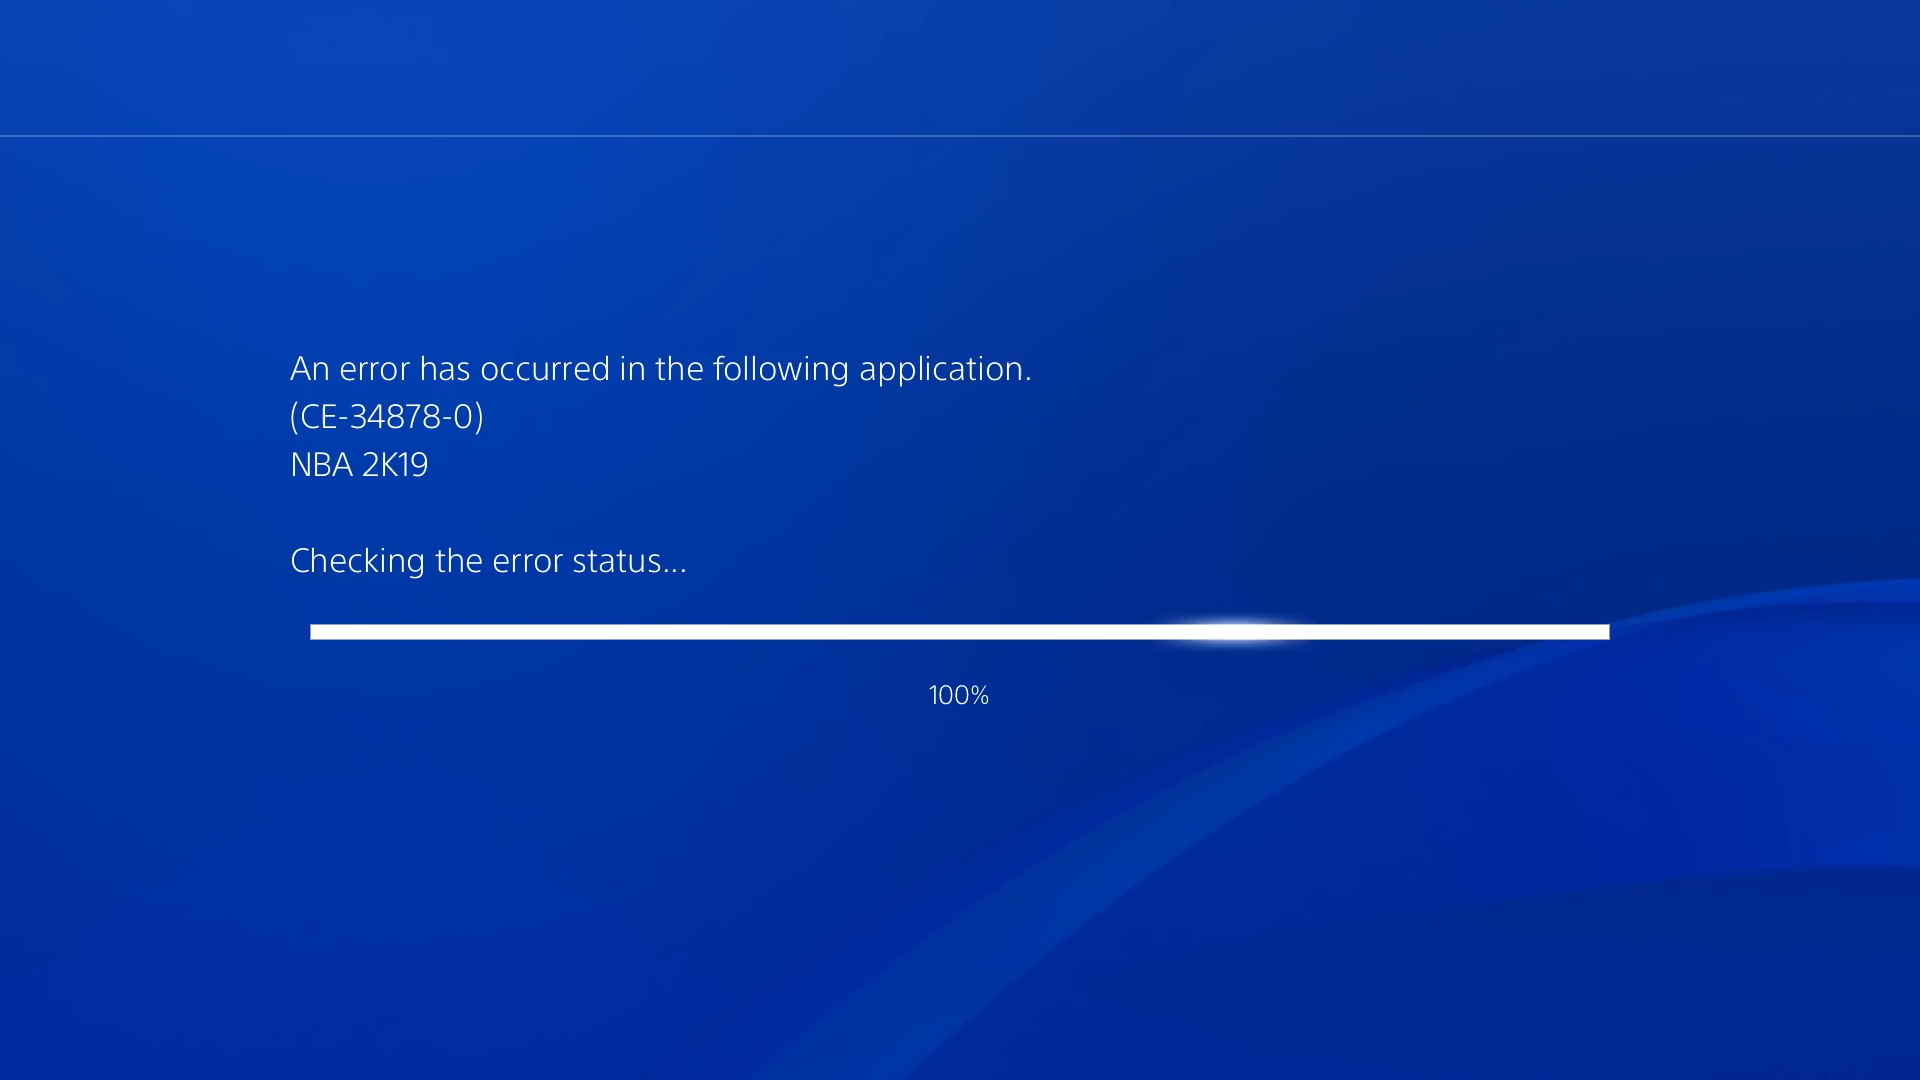 An error has occurred in the following application.
(CE-34878-0)
NBA 2K19
Checking the error status...
100%